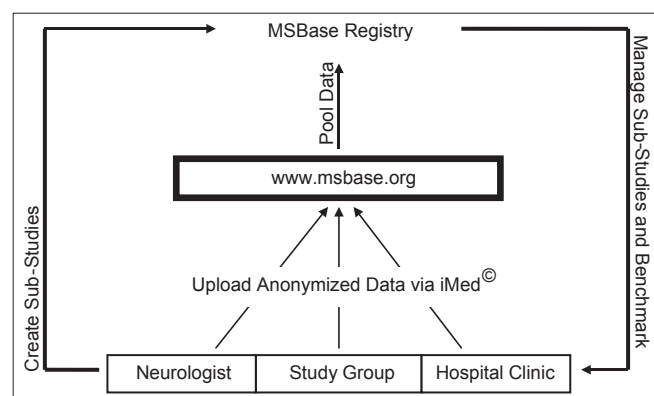 MSBase Registry
Pool Data
www.msbase.org
Upload Anonymized Data via iMed©
Create Sub-Studies
Manage Sub-Studies and Benchmark
Neurologist
Study Group
Hospital Clinic